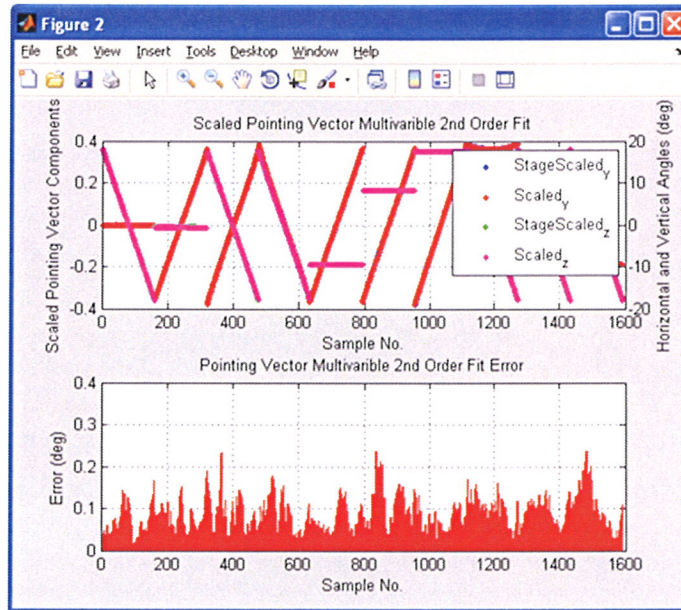 Figure 2
File Edit View Insert Tools Desktop Window Help
Scaled Pointing Vector Multivarible 2nd Order Fit
Scaled Pointing Vector Components
0.4
0.2
0
-0.2
-0.4
20
10
0
-10
-20
Horizontal and Vertical Angles (deg)
StageScaled_y
Scaled_y
StageScaled_z
Scaled_z
0 200 400 600 800 1000 1200 1400 1600
Sample No.
Pointing Vector Multivarible 2nd Order Fit Error
Error (deg)
0.4
0.3
0.2
0.1
0
0 200 400 600 800 1000 1200 1400 1600
Sample No.